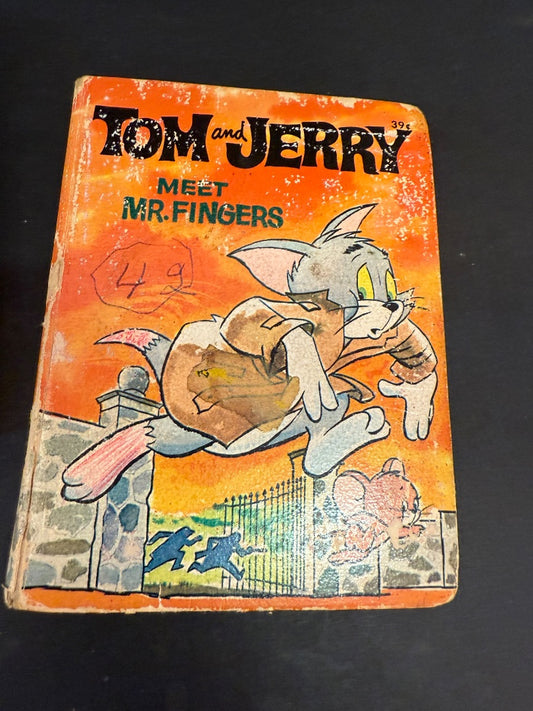 39¢
TOM and JERRY
MEET
MR. FINGERS
49